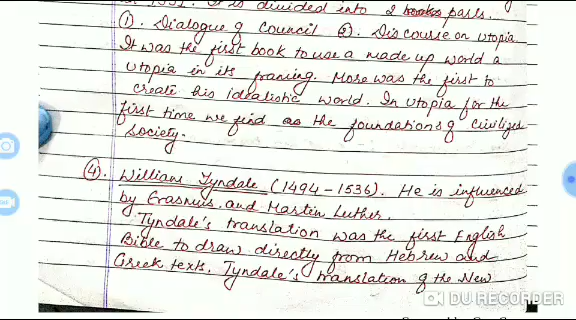 in 1551. It is divided into 2 books parts.
①. Dialogue of Council ②. Discourse on Utopia
It was the first book to use a made up world a
utopia in its framing. More was the first to
create his idealistic world. In Utopia for the
first time we find as the foundations of civilized
society.
④. William Tyndale (1494-1536). He is influenced
by Erasmus and Martin Luther.
Tyndale's translation was the first English
Bible to draw directly from Hebrew and
Greek texts. Tyndale's translation of the New
DU RECORDER